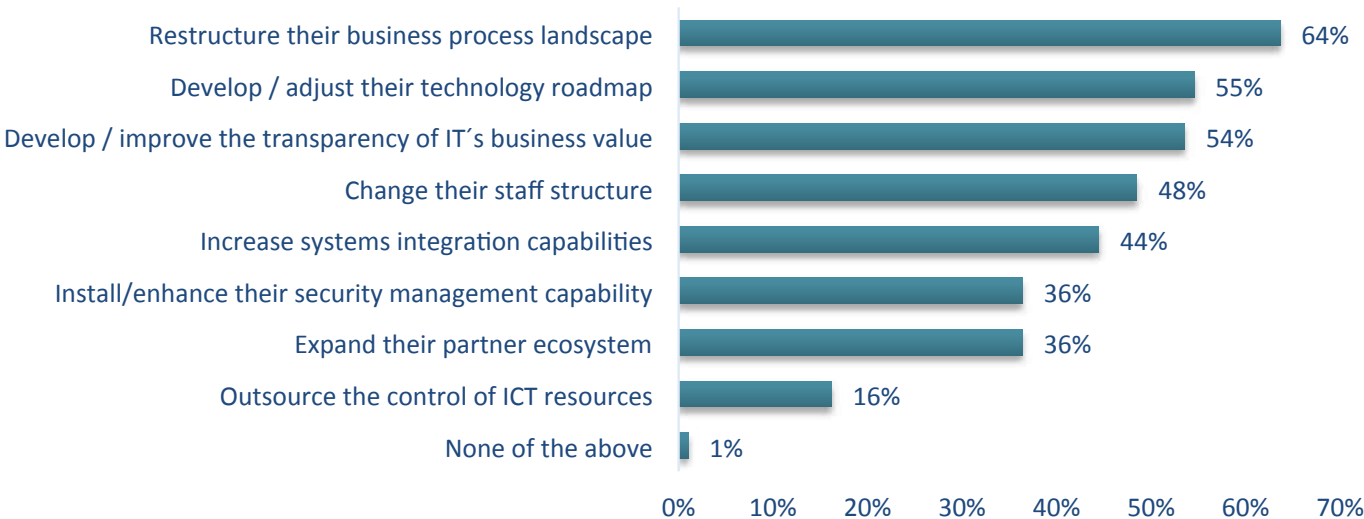 Restructure their business process landscape 64%
Develop / adjust their technology roadmap 55%
Develop / improve the transparency of IT´s business value 54%
Change their staff structure 48%
Increase systems integration capabilities 44%
Install/enhance their security management capability 36%
Expand their partner ecosystem 36%
Outsource the control of ICT resources 16%
None of the above 1%
0% 10% 20% 30% 40% 50% 60% 70%